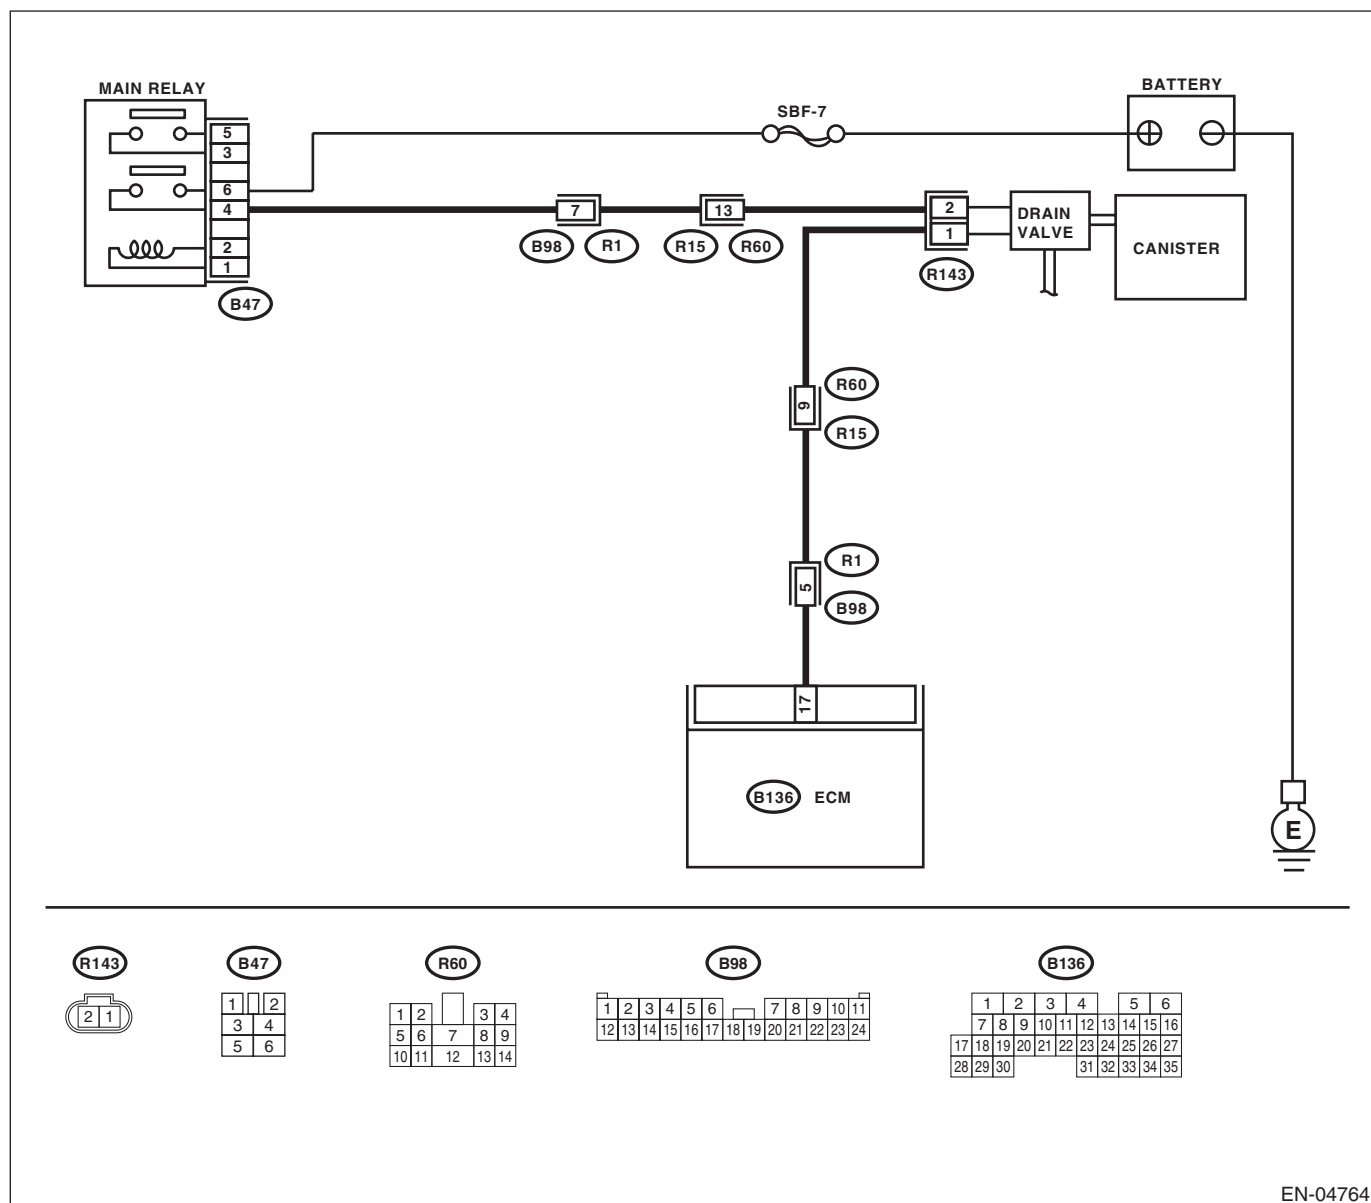 MAIN RELAY
BATTERY
SBF-7
5
3
6
4
2
1
B47
7
B98 R1
13
R15 R60
2
1
R143
DRAIN
VALVE
CANISTER
9
R60
R15
5
R1
B98
17
B136 ECM
E
R143
2 1
B47
1 2
3 4
5 6
R60
1 2 3 4
5 6 7 8 9
10 11 12 13 14
B98
1 2 3 4 5 6 7 8 9 10 11
12 13 14 15 16 17 18 19 20 21 22 23 24
B136
1 2 3 4 5 6
7 8 9 10 11 12 13 14 15 16
17 18 19 20 21 22 23 24 25 26 27
28 29 30 31 32 33 34 35
EN-04764